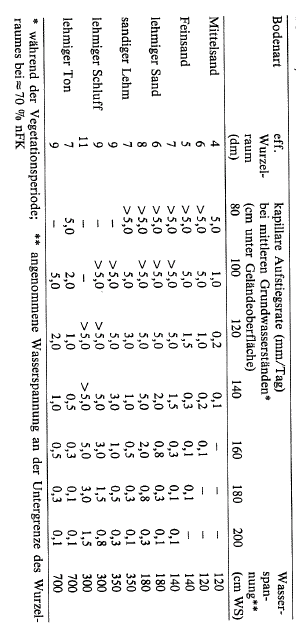 Bodenart eff. kapillare Aufstiegsrate (mm/Tag) Wasser-
Wurzel- bei mittleren Grundwasserständen* span-
raum (cm unter Geländeoberfläche) nung**
(dm) 80 100 120 140 160 180 200 (cm WS)
Mittelsand 4 5,0 1,0 0,2 0,1 – – – 120
6 >5,0 5,0 1,0 0,2 0,1 – – 120
Feinsand 5 >5,0 5,0 1,5 0,3 0,1 0,1 – 140
7 >5,0 >5,0 5,0 1,5 0,3 0,1 0,1 140
lehmiger Sand 6 >5,0 >5,0 5,0 2,0 0,8 0,3 0,1 180
8 >5,0 >5,0 5,0 5,0 2,0 0,8 0,3 180
sandiger Lehm 7 >5,0 5,0 3,0 1,0 0,5 0,3 0,1 350
9 – >5,0 5,0 3,0 1,0 0,5 0,3 350
lehmiger Schluff 9 – >5,0 >5,0 5,0 3,0 1,5 0,8 300
11 – – >5,0 >5,0 5,0 3,0 1,5 300
lehmiger Ton 7 5,0 2,0 1,0 0,5 0,3 0,1 0,1 700
9 – 5,0 2,0 1,0 0,5 0,3 0,1 700
* während der Vegetationsperiode; ** angenommene Wasserspannung an der Untergrenze des Wurzel-
raumes bei ≈ 70 % nFK